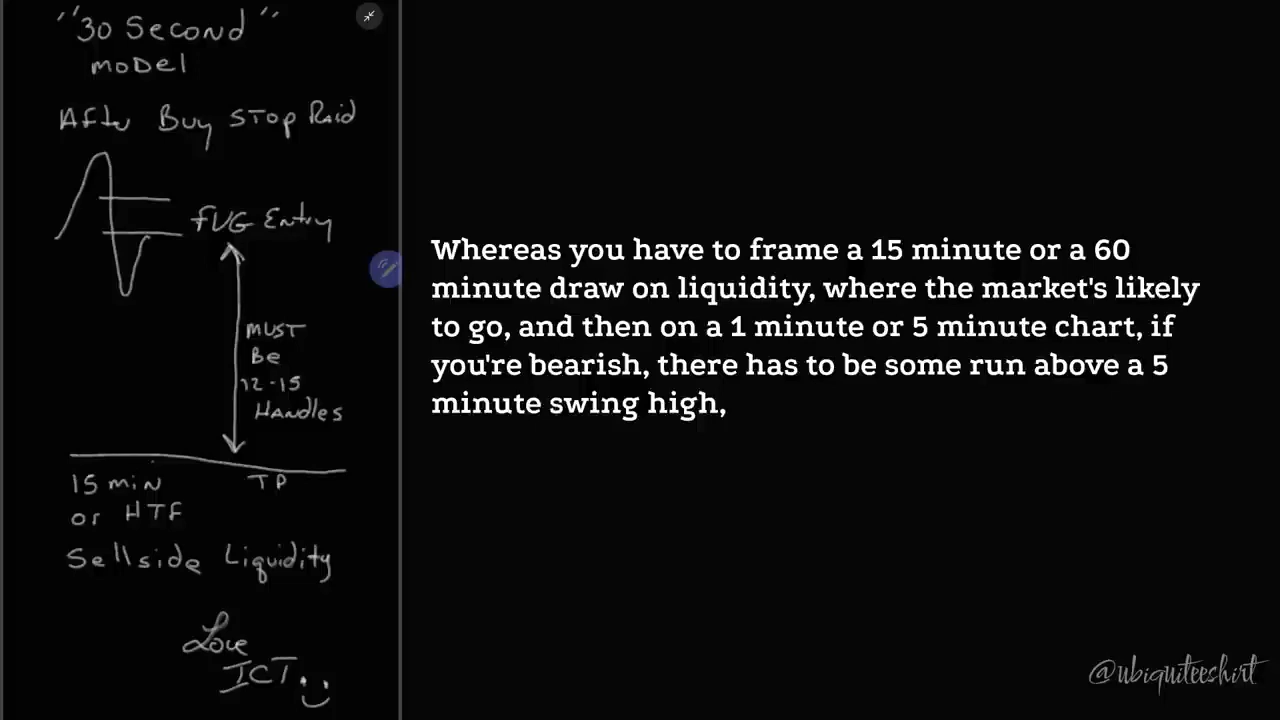 "30 Second"
moDel
After Buy STop Raid
FVG Entry
MUST
Be
12-15
HANdles
15 min
TP
or HTF
Sellside Liquidity
Love
ICT
Whereas you have to frame a 15 minute or a 60
minute draw on liquidity, where the market's likely
to go, and then on a 1 minute or 5 minute chart, if
you're bearish, there has to be some run above a 5
minute swing high,
@ubiquiteeshirt